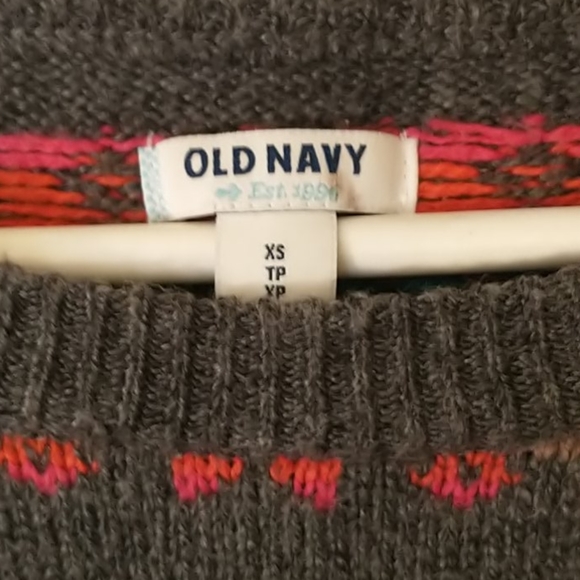 OLD NAVY
Est. 1994
XS
TP
XP